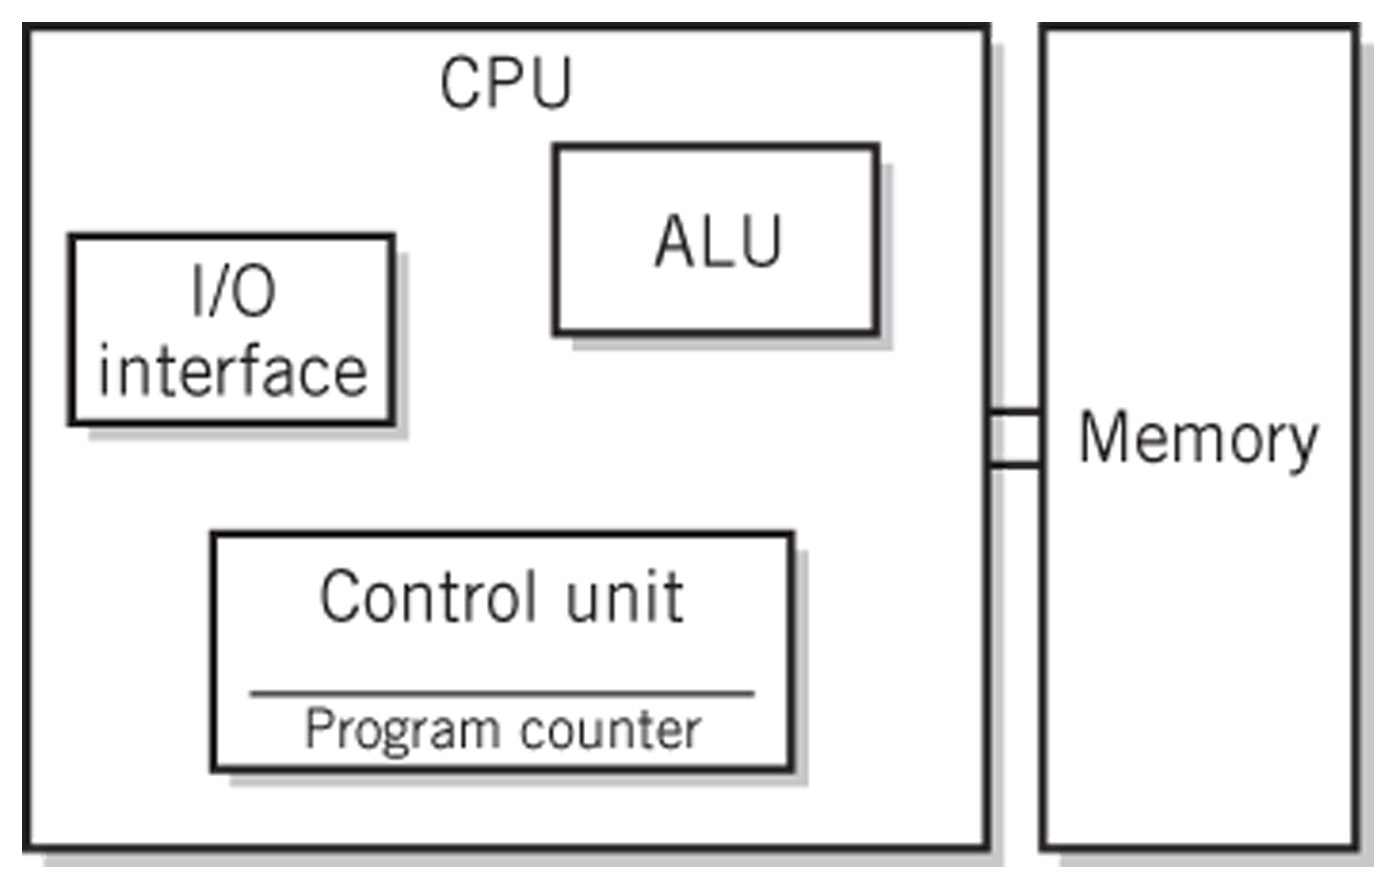 CPU
ALU
I/O
interface
Memory
Control unit
Program counter